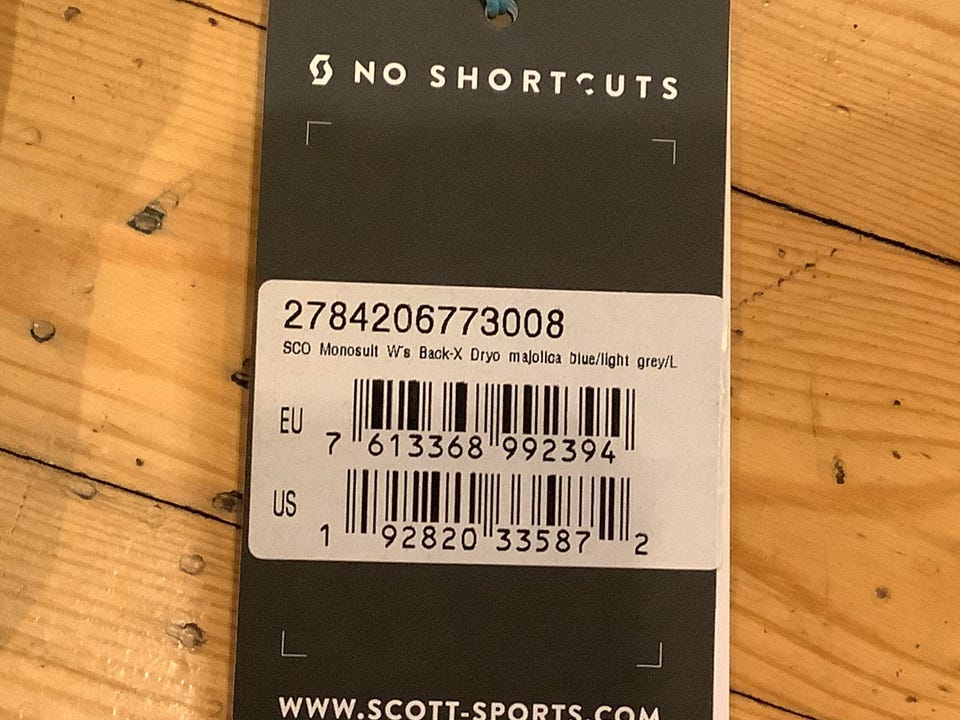 NO SHORTCUTS
2784206773008
SCO Monosuit W's Back-X Dryo majolica blue/light grey/L
EU
7 613368 992394
US
1 92820 33587 2
WWW.SCOTT-SPORTS.COM